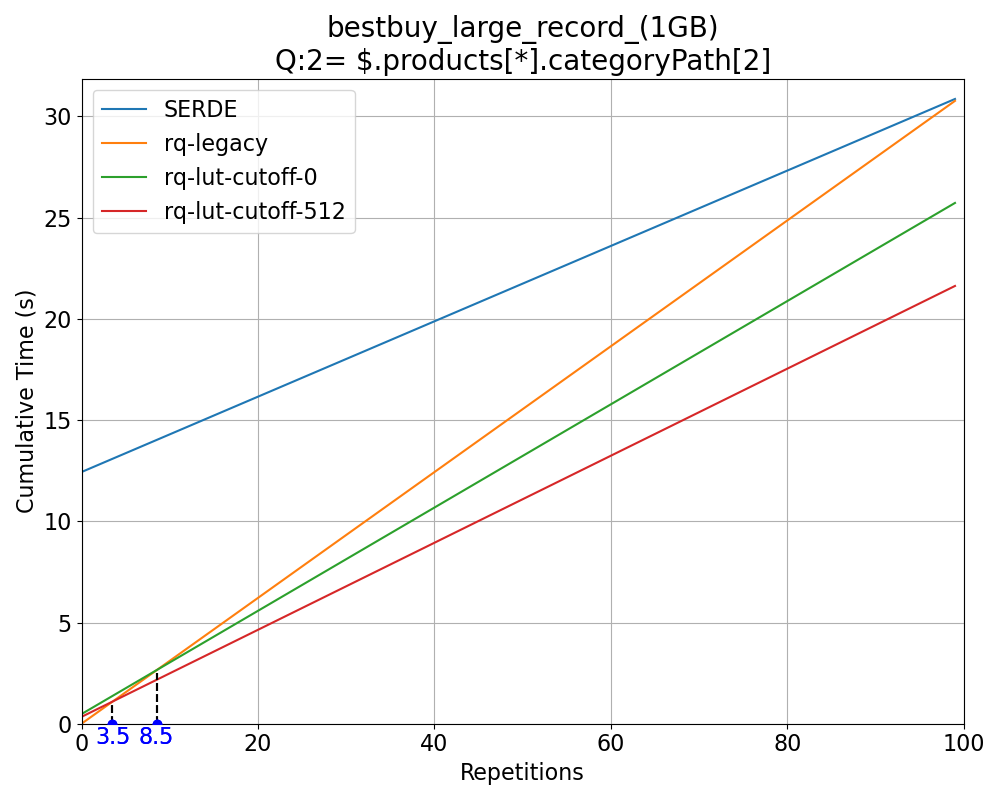 bestbuy_large_record_(1GB)
Q:2= $.products[*].categoryPath[2]
SERDE
rq-legacy
rq-lut-cutoff-0
rq-lut-cutoff-512
Cumulative Time (s)
30
25
20
15
10
5
0
3.5
8.5
0
20
40
60
80
100
Repetitions